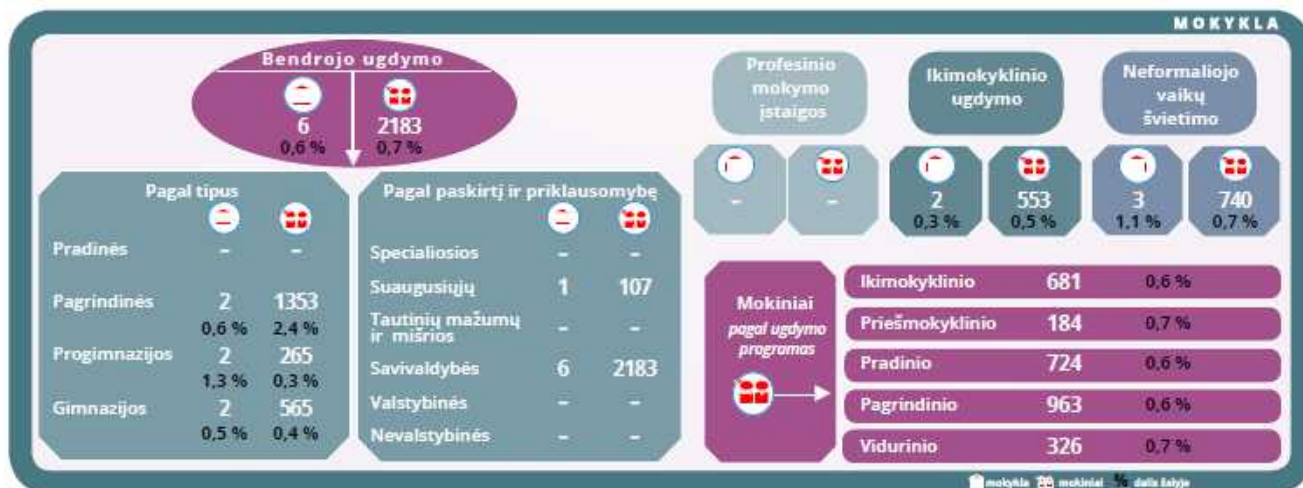 MOKYKLA
Bendrojo ugdymo
6 2183
0,6 % 0,7 %
Pagal tipus
Pradinės – –
Pagrindinės 2 1353
0,6 % 2,4 %
Progimnazijos 2 265
1,3 % 0,3 %
Gimnazijos 2 565
0,5 % 0,4 %
Pagal paskirtį ir priklausomybę
Specialiosios – –
Suaugusiųjų 1 107
Tautinių mažumų
ir mišrios – –
Savivaldybės 6 2183
Valstybinės – –
Nevalstybinės – –
Profesinio
mokymo
įstaigos
– –
Ikimokyklinio
ugdymo
2 553
0,3 % 0,5 %
Neformaliojo
vaikų
švietimo
3 740
1,1 % 0,7 %
Mokiniai
pagal ugdymo
programas
Ikimokyklinio 681 0,6 %
Priešmokyklinio 184 0,7 %
Pradinio 724 0,6 %
Pagrindinio 963 0,6 %
Vidurinio 326 0,7 %
mokykla mokiniai % dalis šalyje